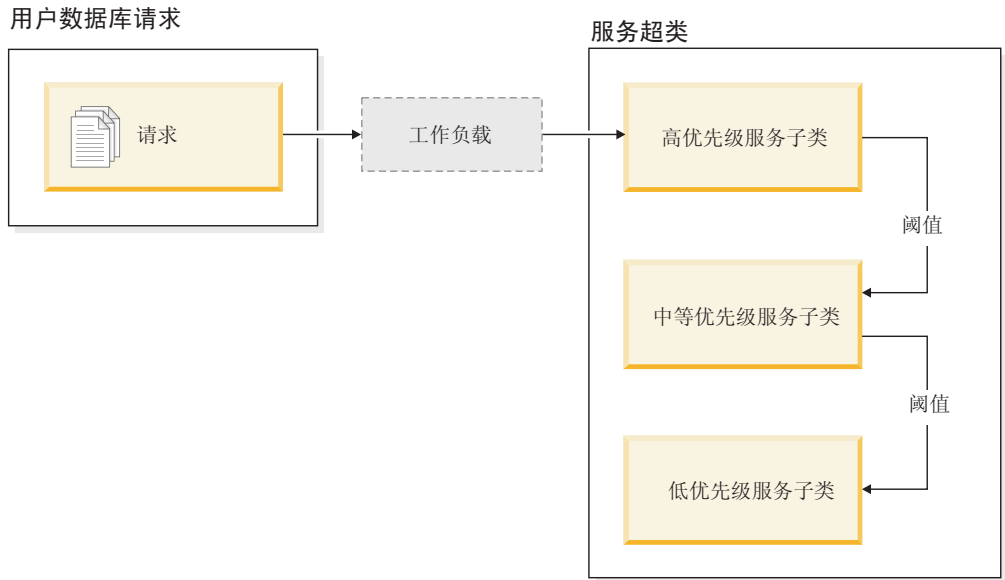 用户数据库请求
服务超类
请求
工作负载
高优先级服务子类
阈值
中等优先级服务子类
阈值
低优先级服务子类